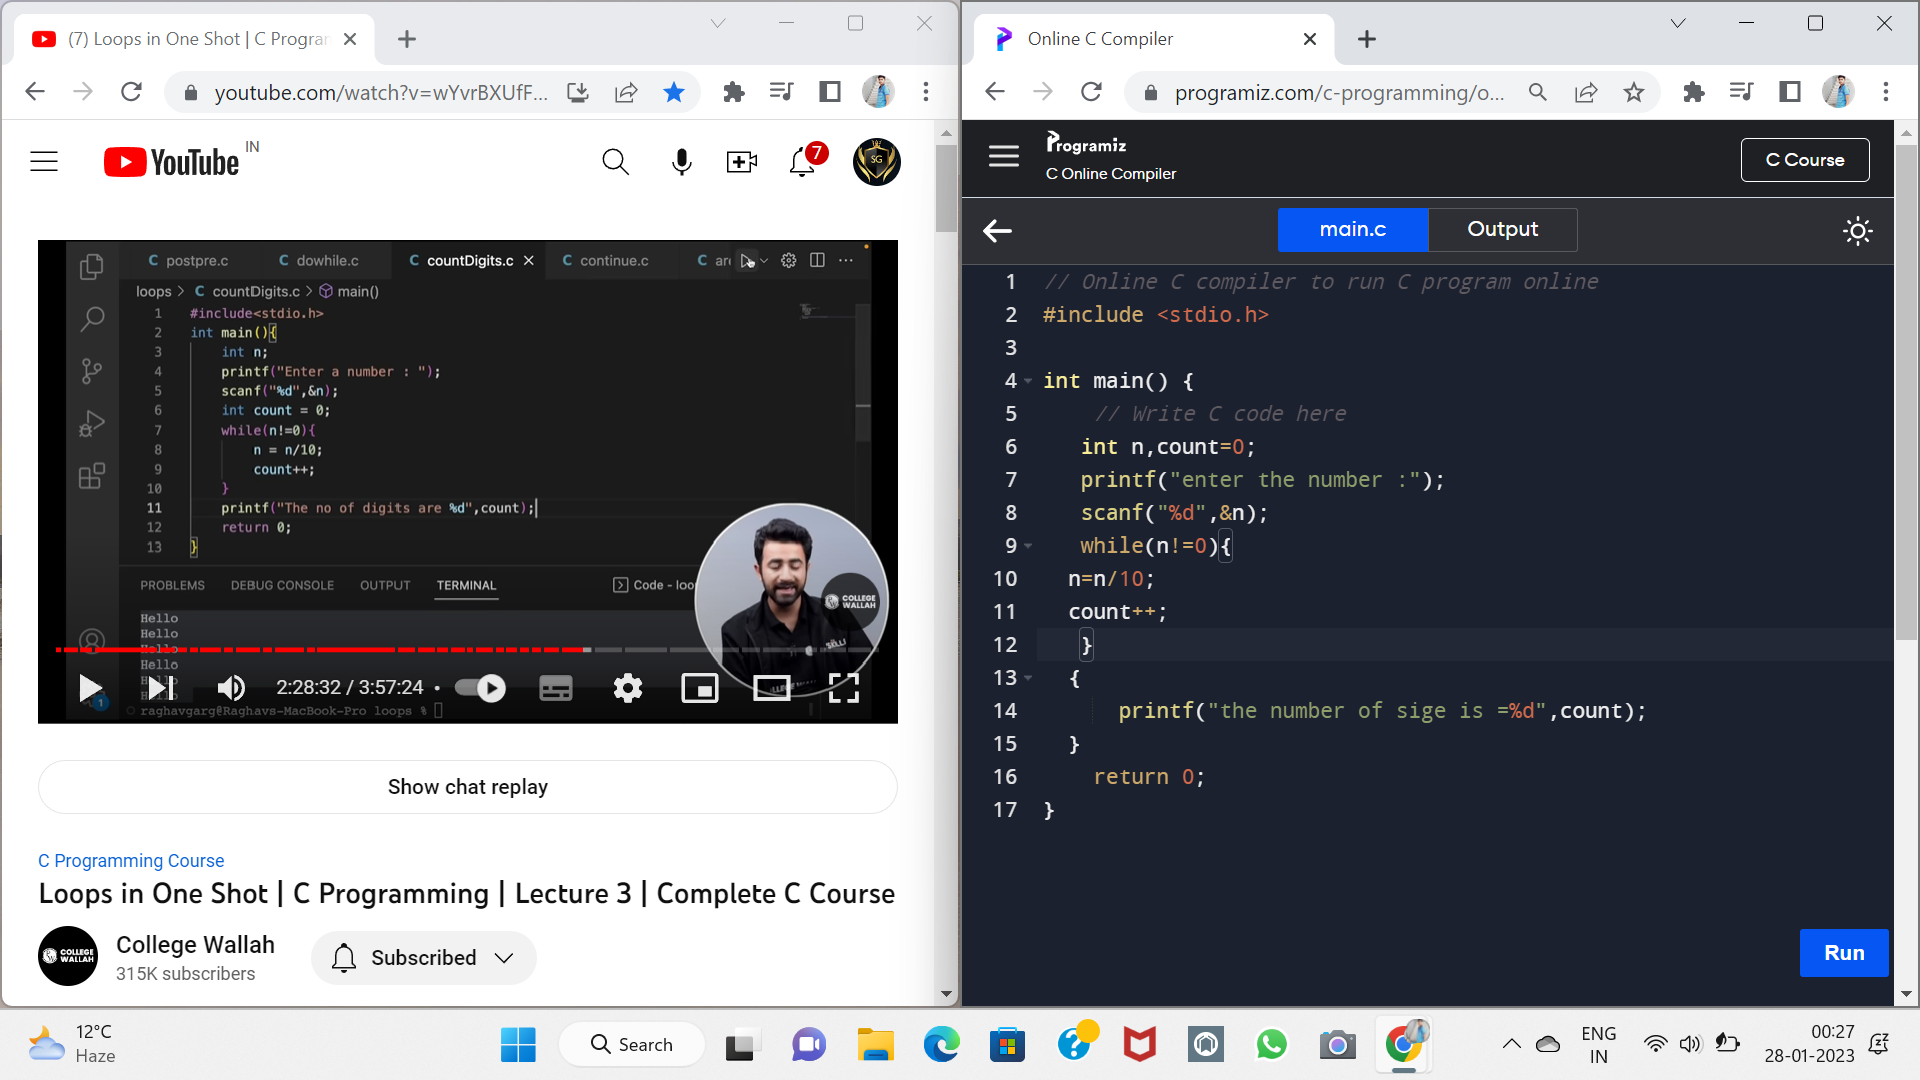 (7) Loops in One Shot | C Progran
youtube.com/watch?v=wYvrBXUfF...
YouTube IN
7
SG
postpre.c
dowhile.c
countDigits.c
continue.c
loops > C countDigits.c > main()
1 #include<stdio.h>
2 int main(){
3 int n;
4 printf("Enter a number : ");
5 scanf("%d",&n);
6 int count = 0;
7 while(n!=0){
8 n = n/10;
9 count++;
10 }
11 printf("The no of digits are %d",count);
12 return 0;
13 }
PROBLEMS DEBUG CONSOLE OUTPUT TERMINAL
Code - loo
COLLEGE
WALLAH
Hello
Hello
Hello
Hello
2:28:32 / 3:57:24
raghavgarg@Raghavs-MacBook-Pro loops %
Show chat replay
C Programming Course
Loops in One Shot | C Programming | Lecture 3 | Complete C Course
COLLEGE
WALLAH
College Wallah
315K subscribers
Subscribed
Online C Compiler
programiz.com/c-programming/o...
Programiz
C Online Compiler
C Course
main.c
Output
1 // Online C compiler to run C program online
2 #include <stdio.h>
3
4 int main() {
5 // Write C code here
6 int n,count=0;
7 printf("enter the number :");
8 scanf("%d",&n);
9 while(n!=0){
10 n=n/10;
11 count++;
12 }
13 {
14 printf("the number of sige is =%d",count);
15 }
16 return 0;
17 }
Run
12°C
Haze
Search
ENG
IN
00:27
28-01-2023